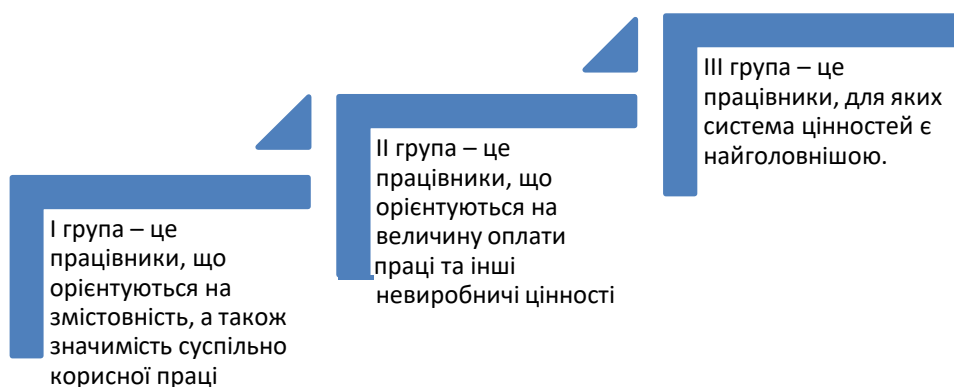 І група – це
працівники, що
орієнтуються на
змістовність, а також
значимість суспільно
корисної праці
ІІ група – це
працівники, що
орієнтуються на
величину оплати
праці та інші
невиробничі цінності
ІІІ група – це
працівники, для яких
система цінностей є
найголовнішою.